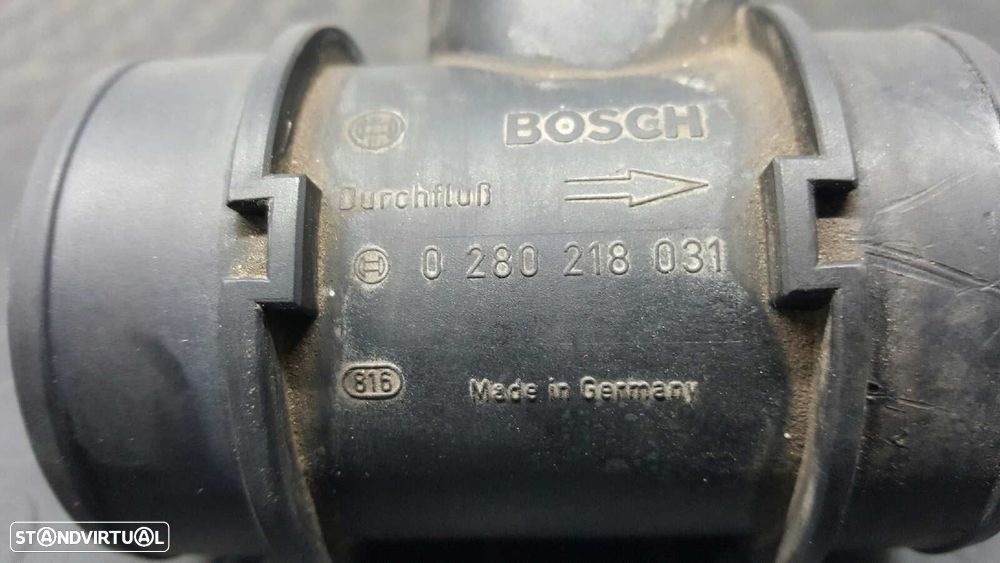 BOSCH
Durchfluß
0 280 218 031
816
Made in Germany
STANDVIRTUAL